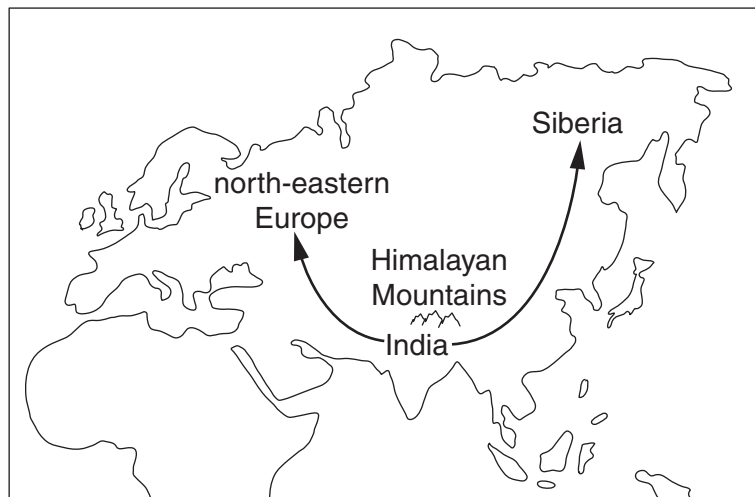 Siberia
north-eastern
Europe
Himalayan
Mountains
India